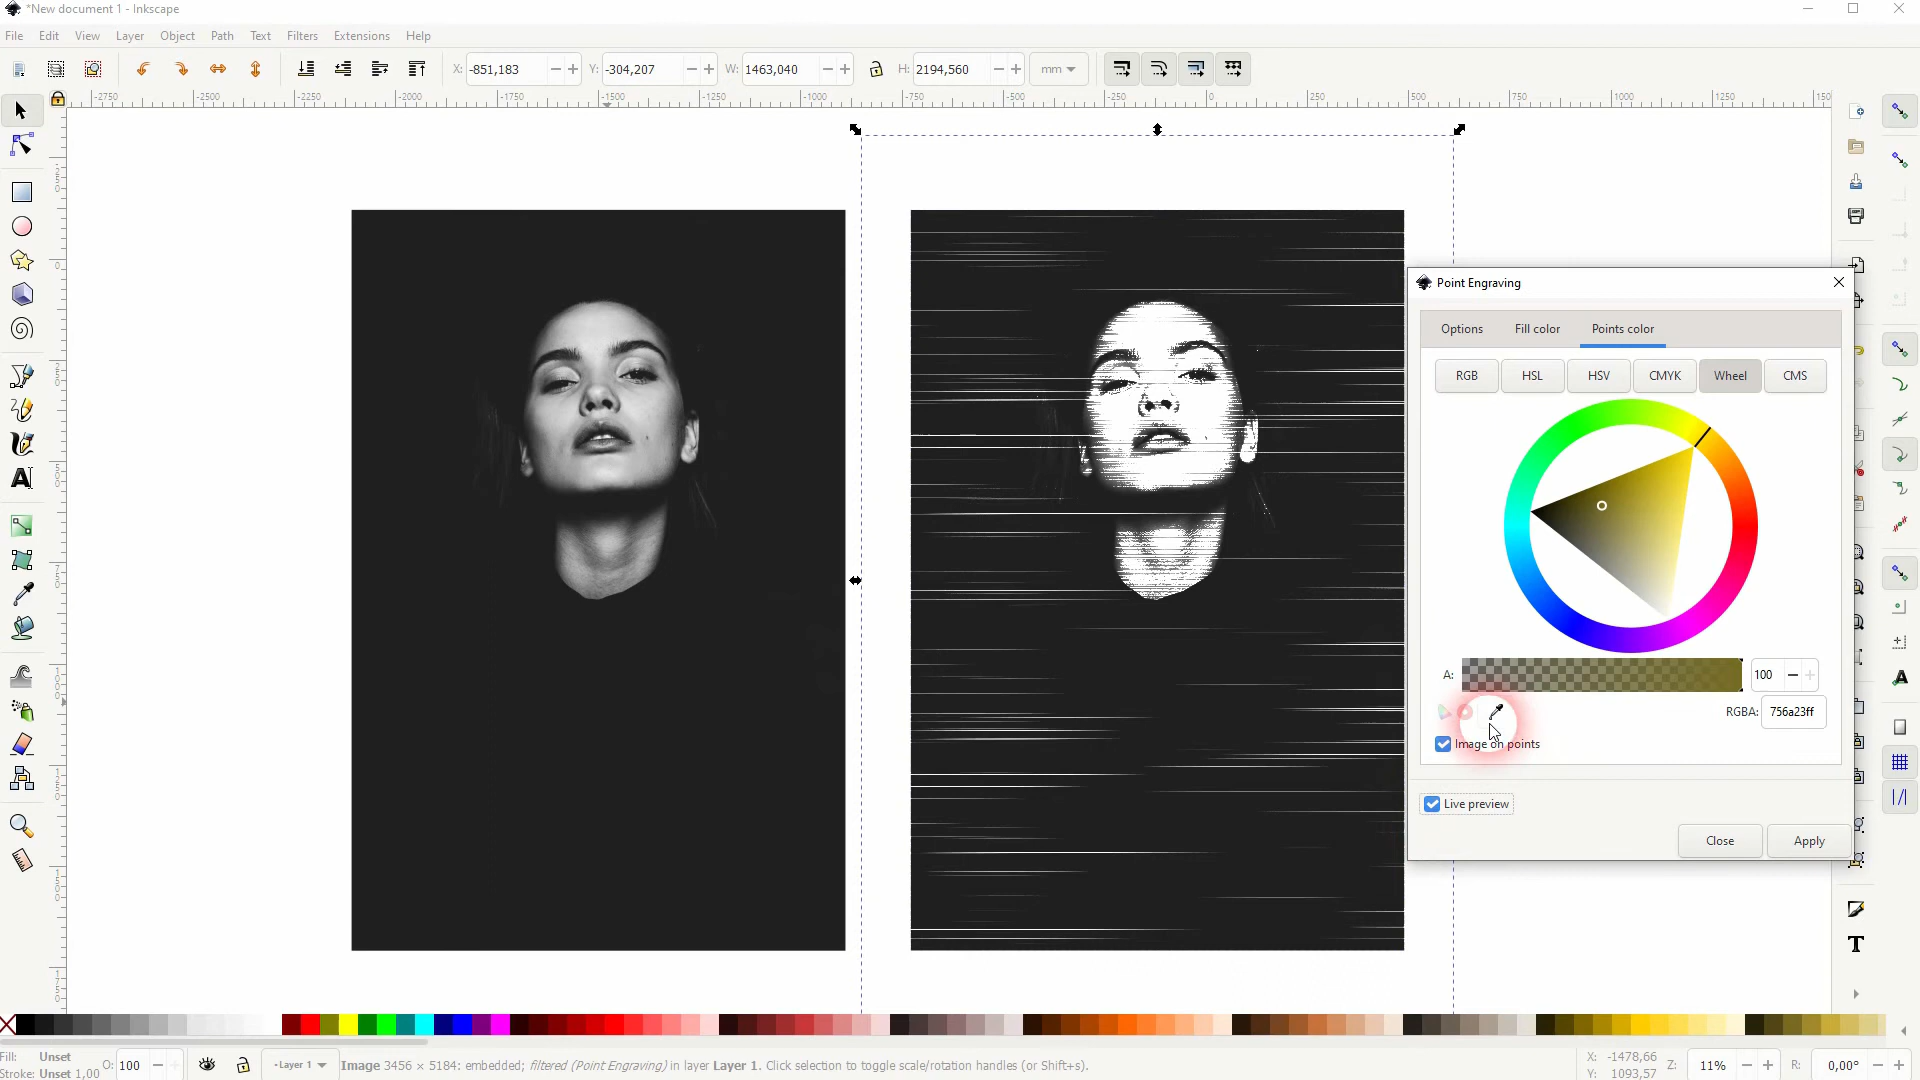 *New document 1 - Inkscape
File Edit View Layer Object Path Text Filters Extensions Help
X: -851,183 Y: -304,207 W: 1463,040 H: 2194,560 mm
-2750 -2500 -2250 -2000 -1750 -1500 -1250 -1000 -750 -500 -250 0 250 500 750 1000 1250 150
Point Engraving
Options Fill color Points color
RGB HSL HSV CMYK Wheel CMS
A: 100
RGBA: 756a23ff
Image on points
Live preview
Close Apply
Fill: Unset
Stroke: Unset 1,00
O: 100
-Layer 1
Image 3456 × 5184: embedded; filtered (Point Engraving) in layer Layer 1. Click selection to toggle scale/rotation handles (or Shift+s).
X: -1478,66
Y: 1093,57
Z: 11% R: 0,00°